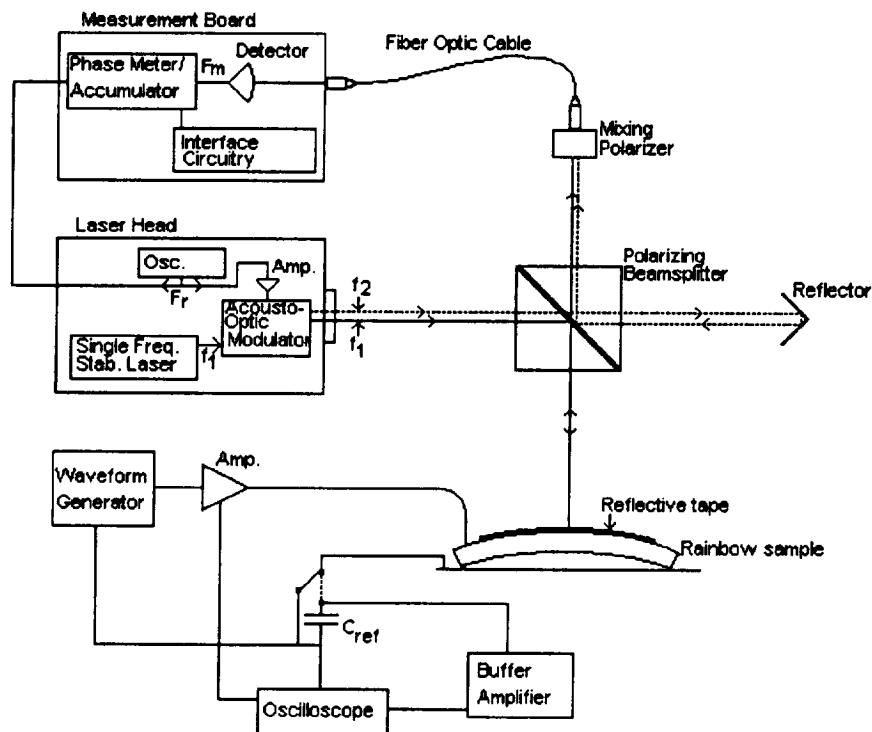 Measurement Board
Fiber Optic Cable
Detector
Phase Meter/
Accumulator
Fm
Interface
Circuitry
Mixing
Polarizer
Laser Head
Osc.
Amp.
Fr
Polarizing
Beamsplitter
Reflector
f2
Acousto-
Optic
Modulator
Single Freq.
Stab. Laser
f1
f1
Amp.
Waveform
Generator
Reflective tape
Rainbow sample
Cref
Buffer
Amplifier
Oscilloscope